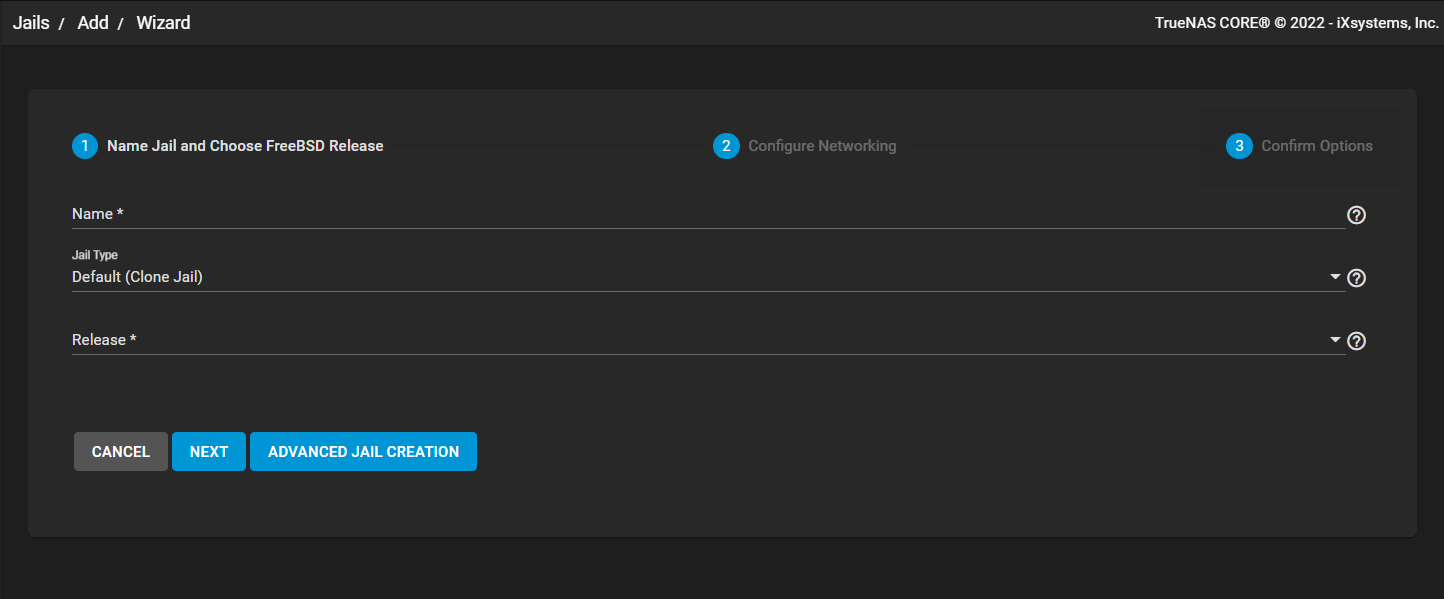 Jails / Add / Wizard
TrueNAS CORE® © 2022 - iXsystems, Inc.
1 Name Jail and Choose FreeBSD Release
2 Configure Networking
3 Confirm Options
Name *
Jail Type
Default (Clone Jail)
Release *
CANCEL NEXT ADVANCED JAIL CREATION